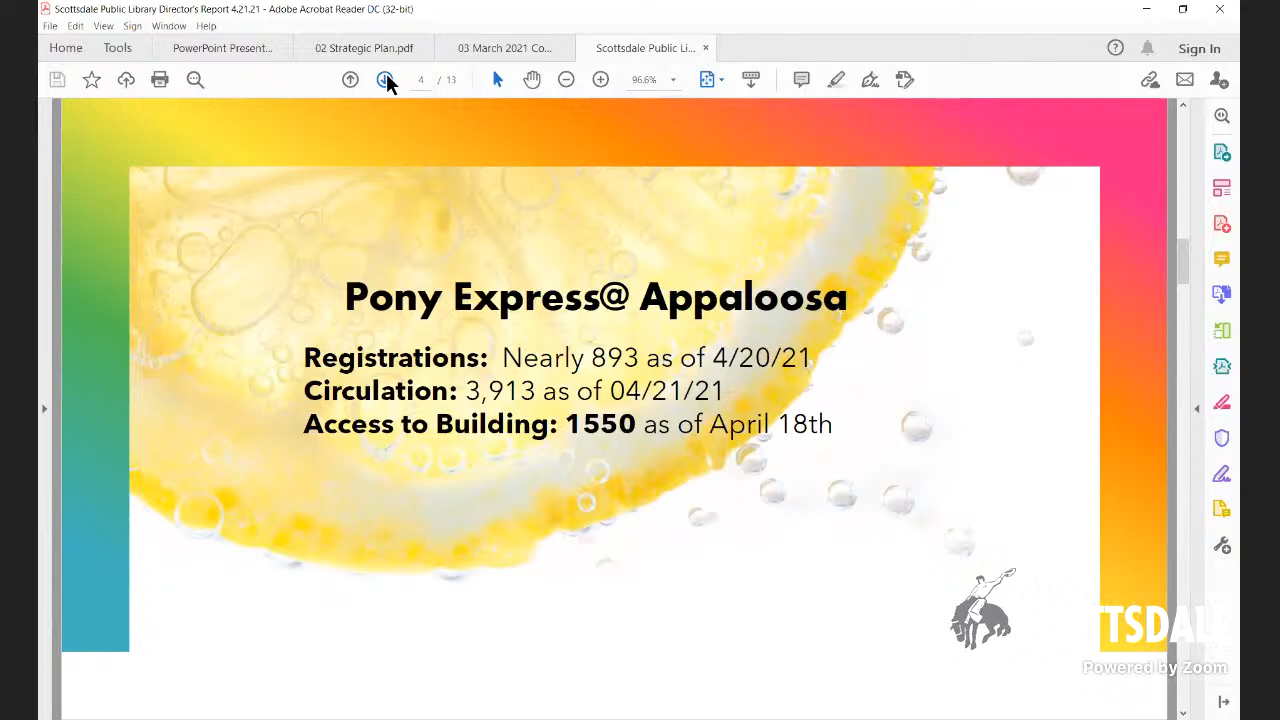 Scottsdale Public Library Director's Report 4.21.21 - Adobe Acrobat Reader DC (32-bit)
File Edit View Sign Window Help
Home Tools PowerPoint Present... 02 Strategic Plan.pdf 03 March 2021 Co... Scottsdale Public Li... ×
Sign In
4 / 13 96.6%
Pony Express@ Appaloosa
Registrations: Nearly 893 as of 4/20/21
Circulation: 3,913 as of 04/21/21
Access to Building: 1550 as of April 18th
TTSDALE
Powered by Zoom